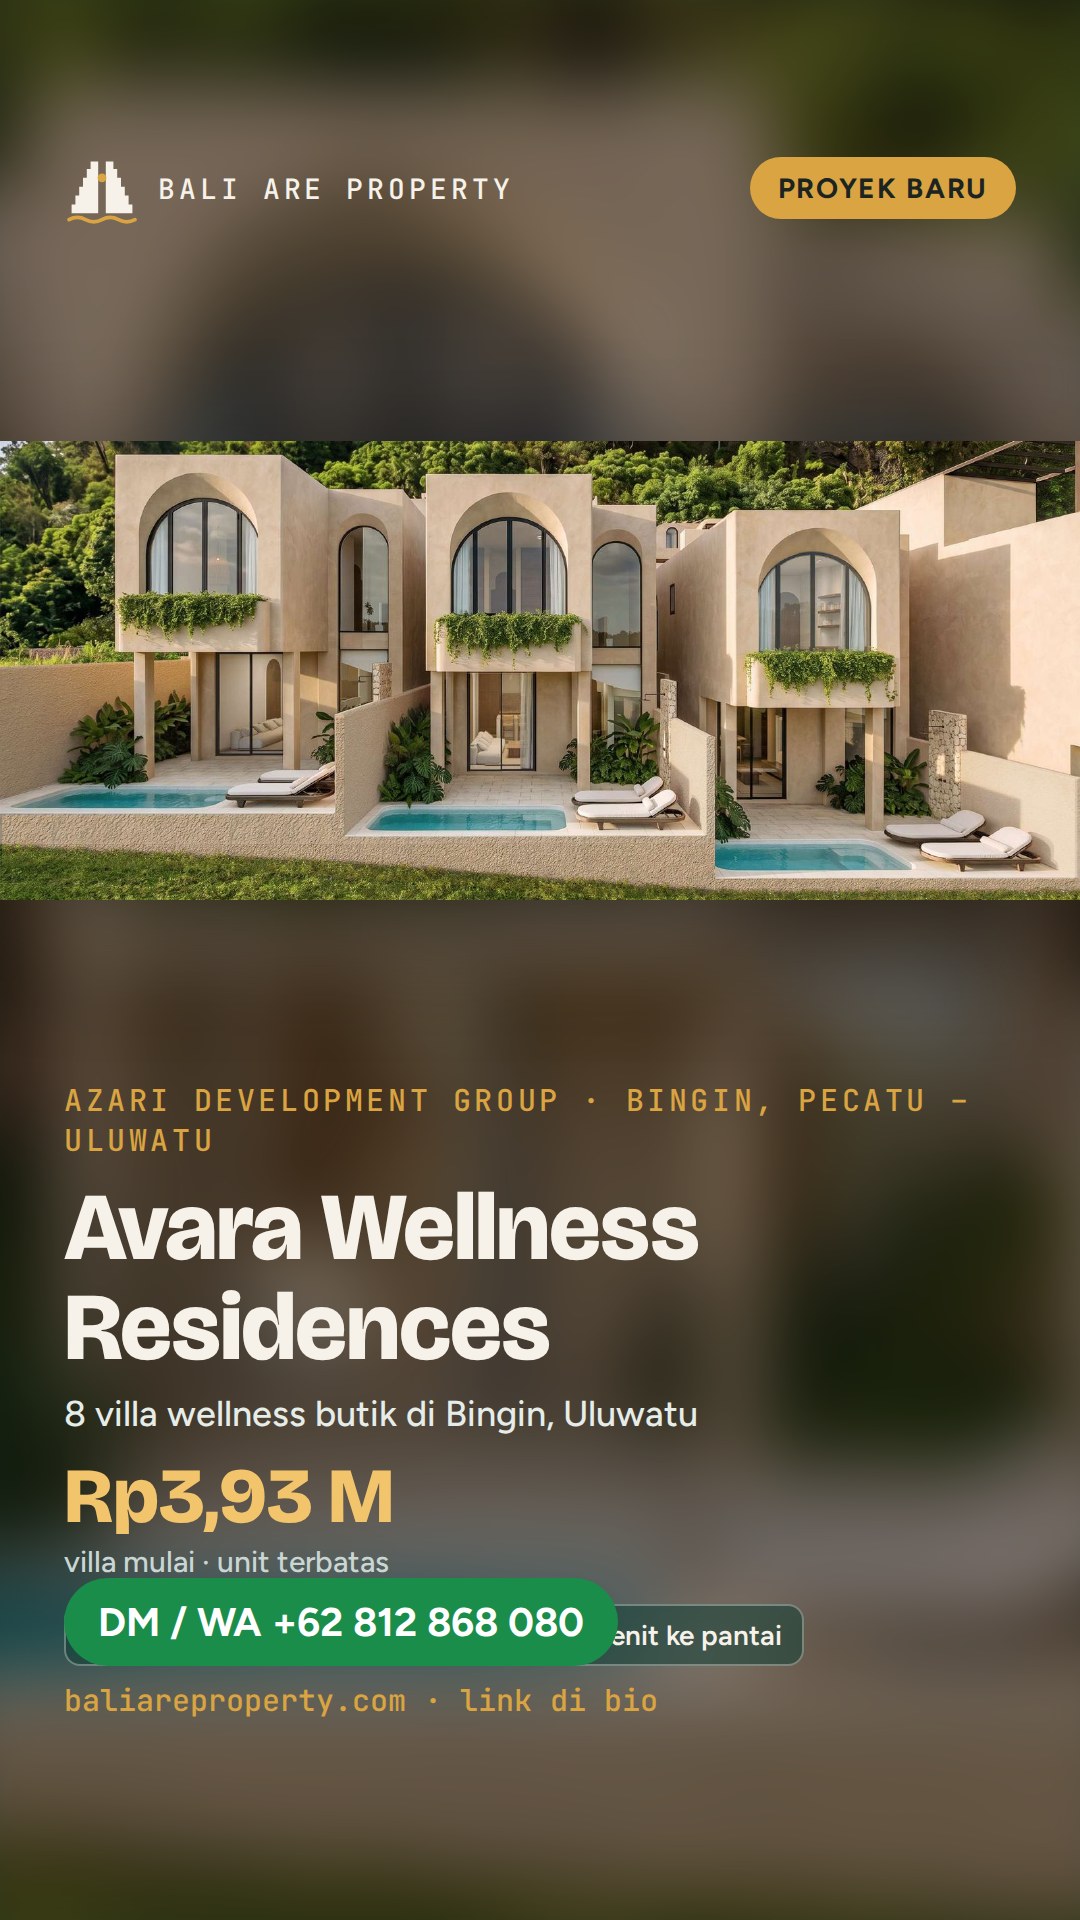 BALI ARE PROPERTY
PROYEK BARU
AZARI DEVELOPMENT GROUP · BINGIN, PECATU –
ULUWATU
Avara Wellness
Residences
8 villa wellness butik di Bingin, Uluwatu
Rp3,93 M
villa mulai · unit terbatas
DM / WA +62 812 868 080
ke pantai
baliareproperty.com · link di bio